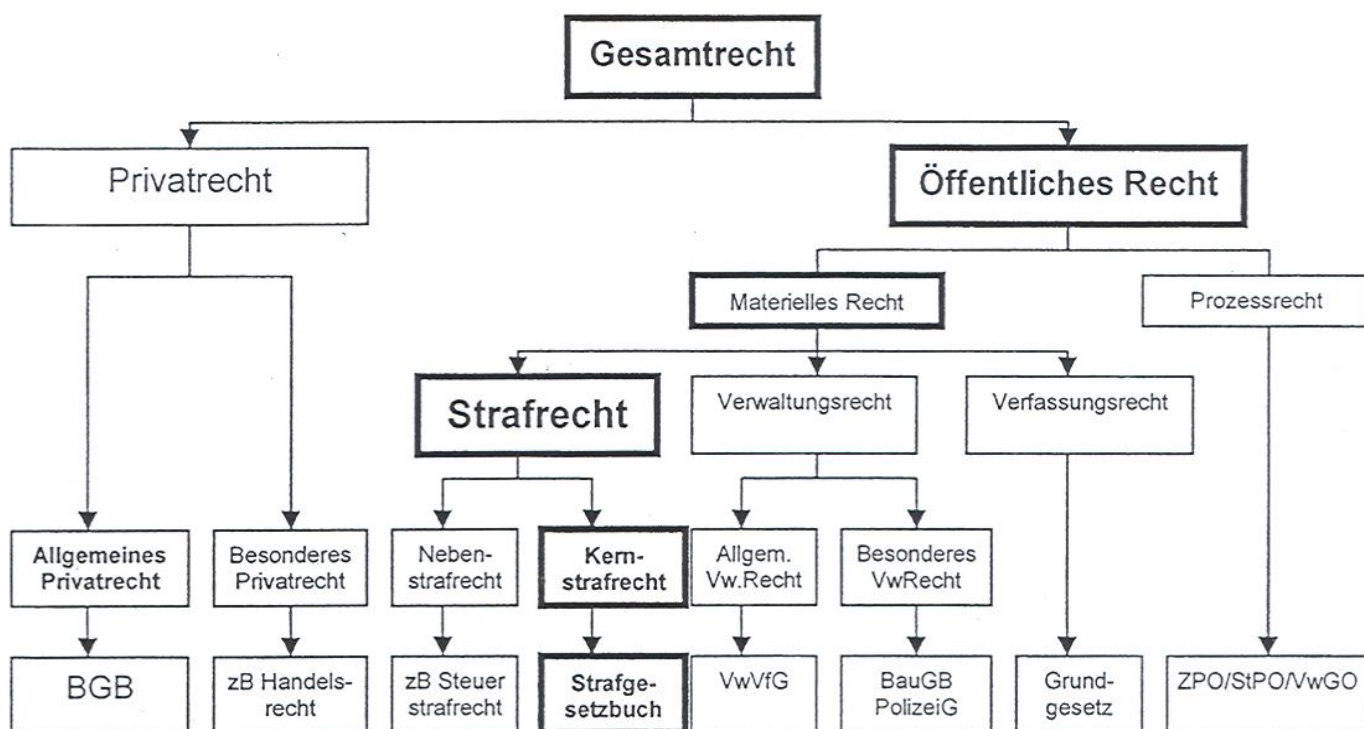 Gesamtrecht
Privatrecht
Öffentliches Recht
Materielles Recht
Prozessrecht
Strafrecht
Verwaltungsrecht
Verfassungsrecht
Allgemeines
Privatrecht
Besonderes
Privatrecht
Neben-
strafrecht
Kern-
strafrecht
Allgem.
Vw.Recht
Besonderes
VwRecht
BGB
zB Handels-
recht
zB Steuer
strafrecht
Strafge-
setzbuch
VwVfG
BauGB
PolizeiG
Grund-
gesetz
ZPO/StPO/VwGO